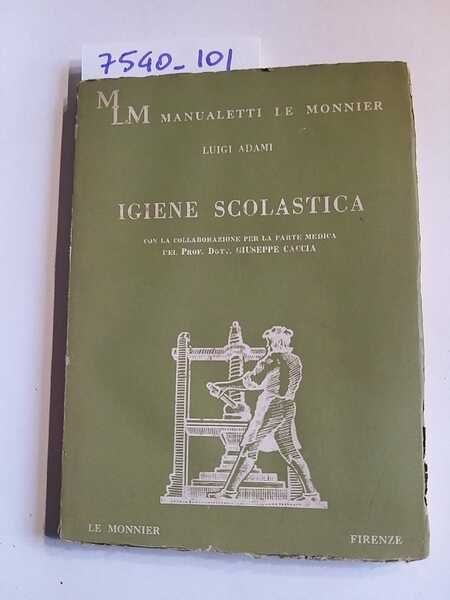 7540_101
MLM MANUALETTI LE MONNIER
LUIGI ADAMI
IGIENE SCOLASTICA
CON LA COLLABORAZIONE PER LA PARTE MEDICA
DEL PROF. DOTT. GIUSEPPE CACCIA
LE MONNIER FIRENZE